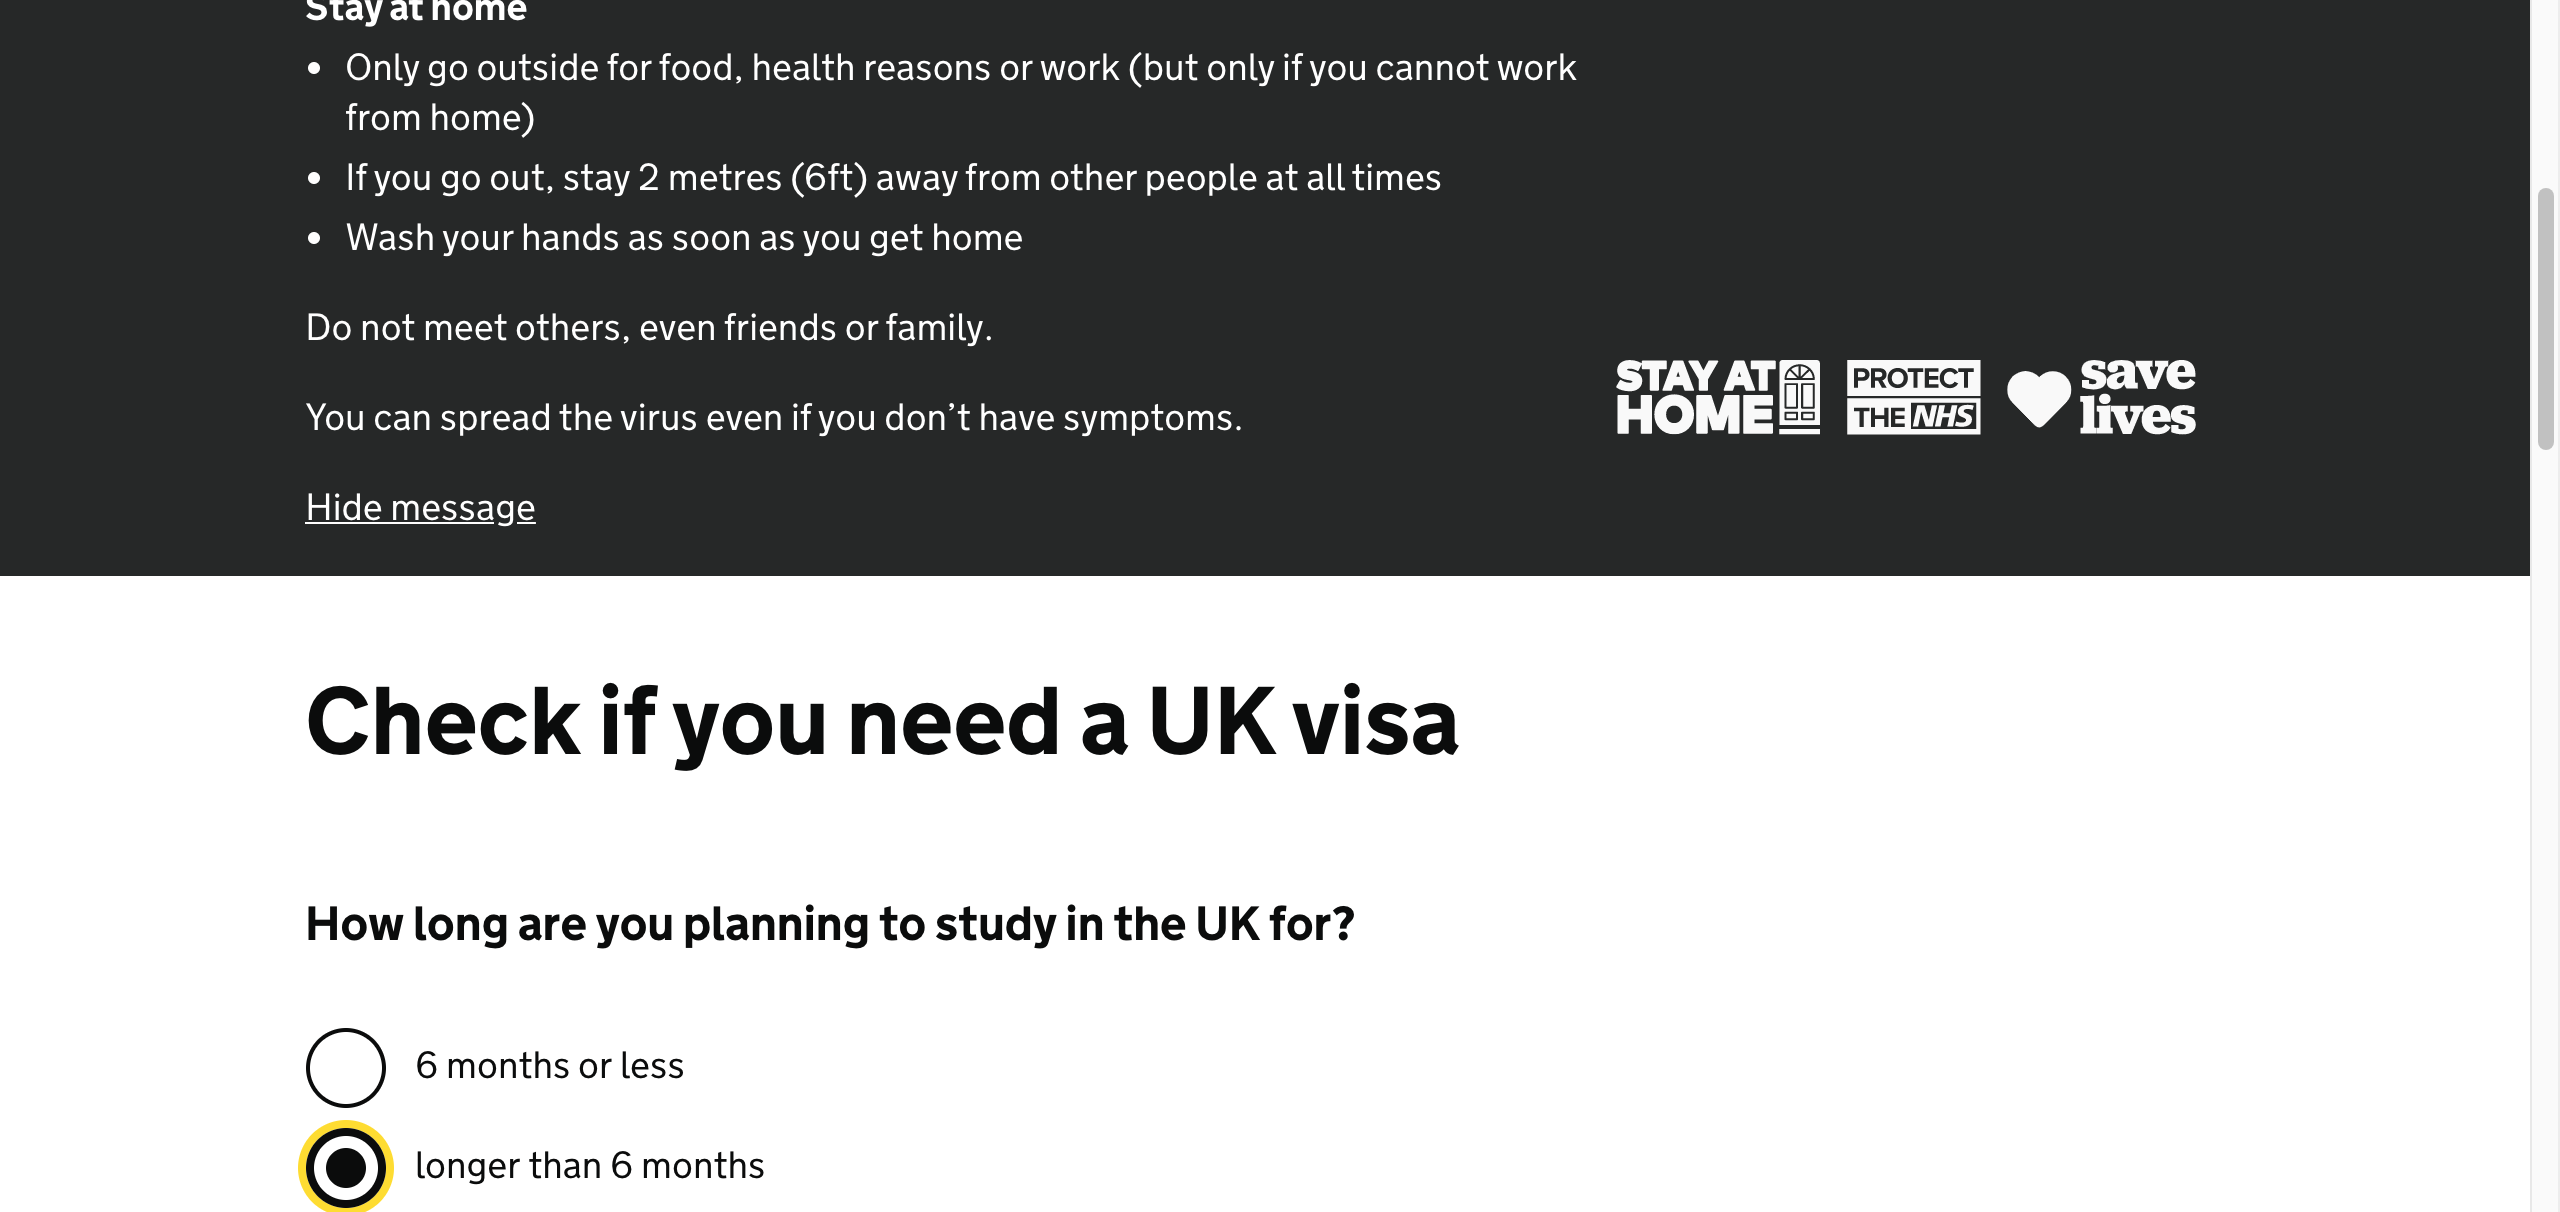 Stay at home
Only go outside for food, health reasons or work (but only if you cannot work
from home)
If you go out, stay 2 metres (6ft) away from other people at all times
Wash your hands as soon as you get home
Do not meet others, even friends or family.
You can spread the virus even if you don’t have symptoms.
STAY AT
HOME
PROTECT
THE NHS
save
lives
Hide message
Check if you need a UK visa
How long are you planning to study in the UK for?
6 months or less
longer than 6 months